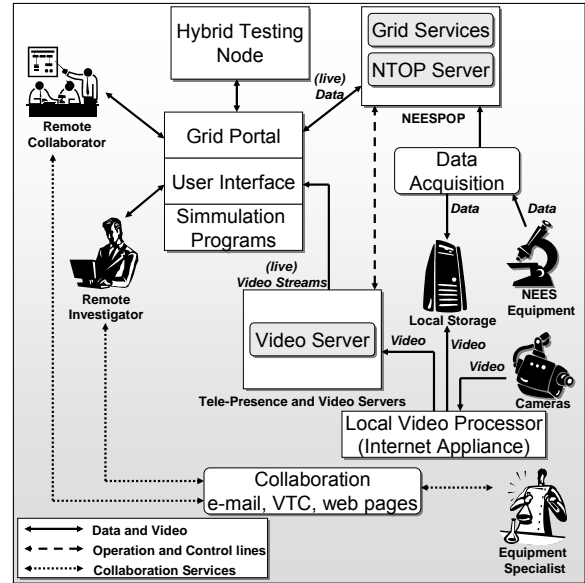 Hybrid Testing
Node
Grid Services
NTOP Server
NEESPOP
(live)
Data
Remote
Collaborator
Grid Portal
User Interface
Simmulation
Programs
Data
Acquisition
Data
Data
Remote
Investigator
(live)
Video Streams
Local Storage
NEES
Equipment
Video Server
Video
Video
Video
Cameras
Tele-Presence and Video Servers
Local Video Processor
(Internet Appliance)
Collaboration
e-mail, VTC, web pages
Equipment
Specialist
Data and Video
Operation and Control lines
Collaboration Services